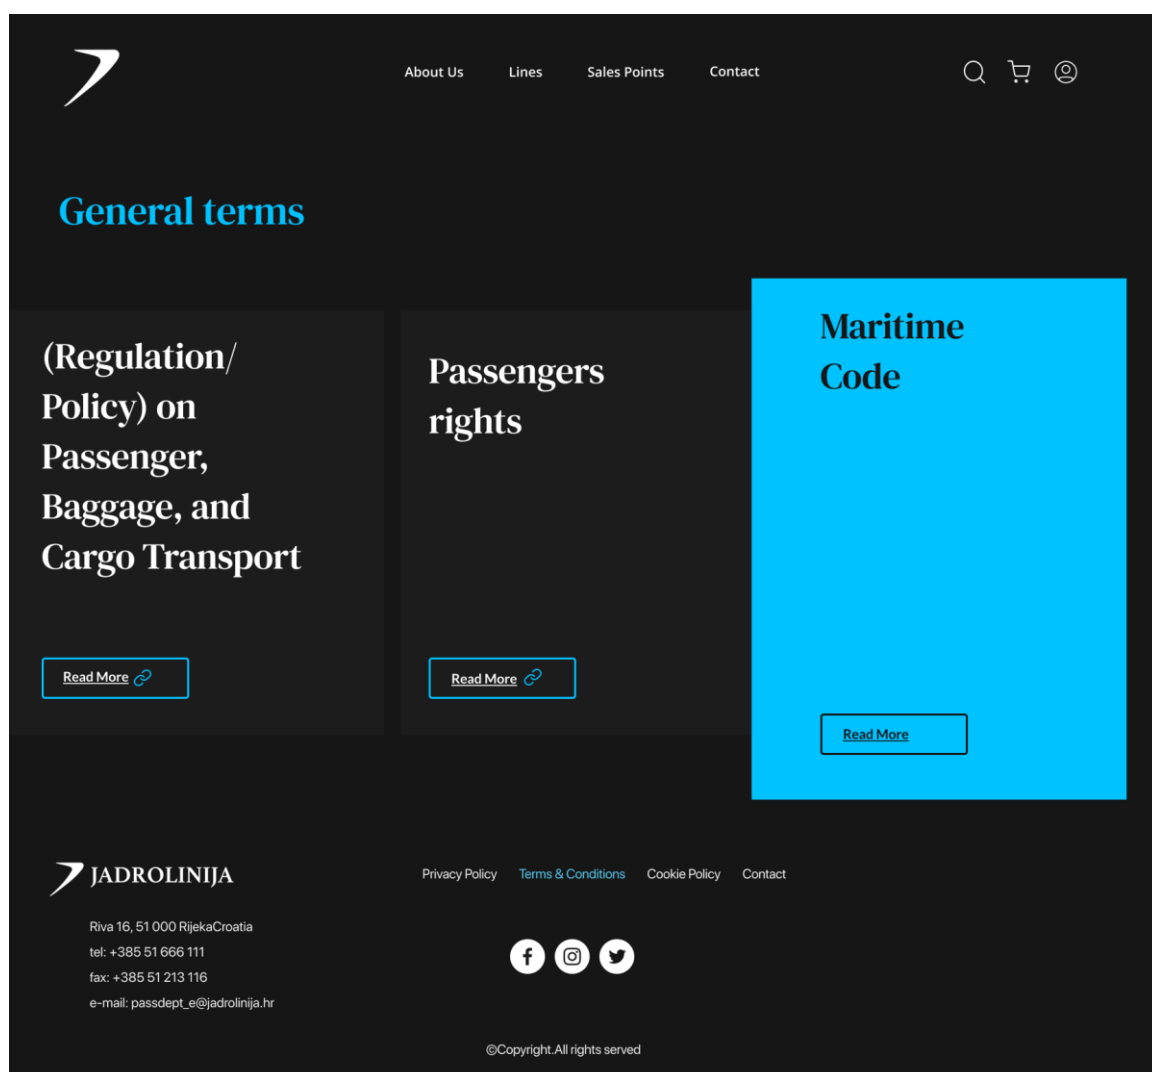 About Us Lines Sales Points Contact
General terms
(Regulation/
Policy) on
Passenger,
Baggage, and
Cargo Transport
Read More
Passengers
rights
Read More
Maritime
Code
Read More
JADROLINIJA
Riva 16, 51 000 RijekaCroatia
tel: +385 51 666 111
fax: +385 51 213 116
e-mail: passdept_e@jadrolinija.hr
Privacy Policy Terms & Conditions Cookie Policy Contact
©Copyright.All rights served